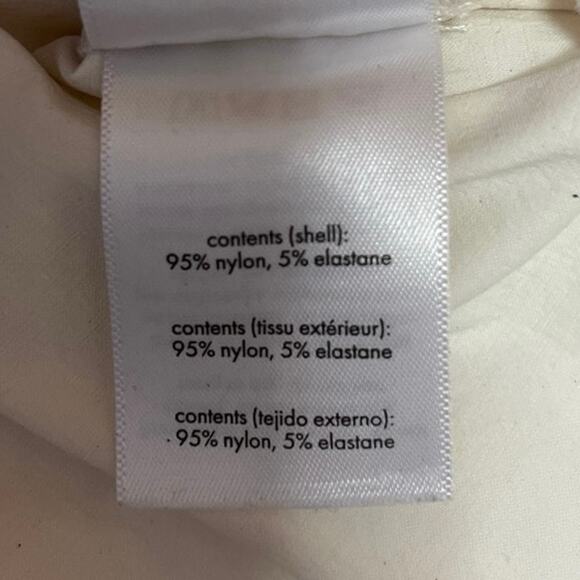 contents (shell):
95% nylon, 5% elastane
contents (tissu extérieur):
95% nylon, 5% elastane
contents (tejido externo):
95% nylon, 5% elastane